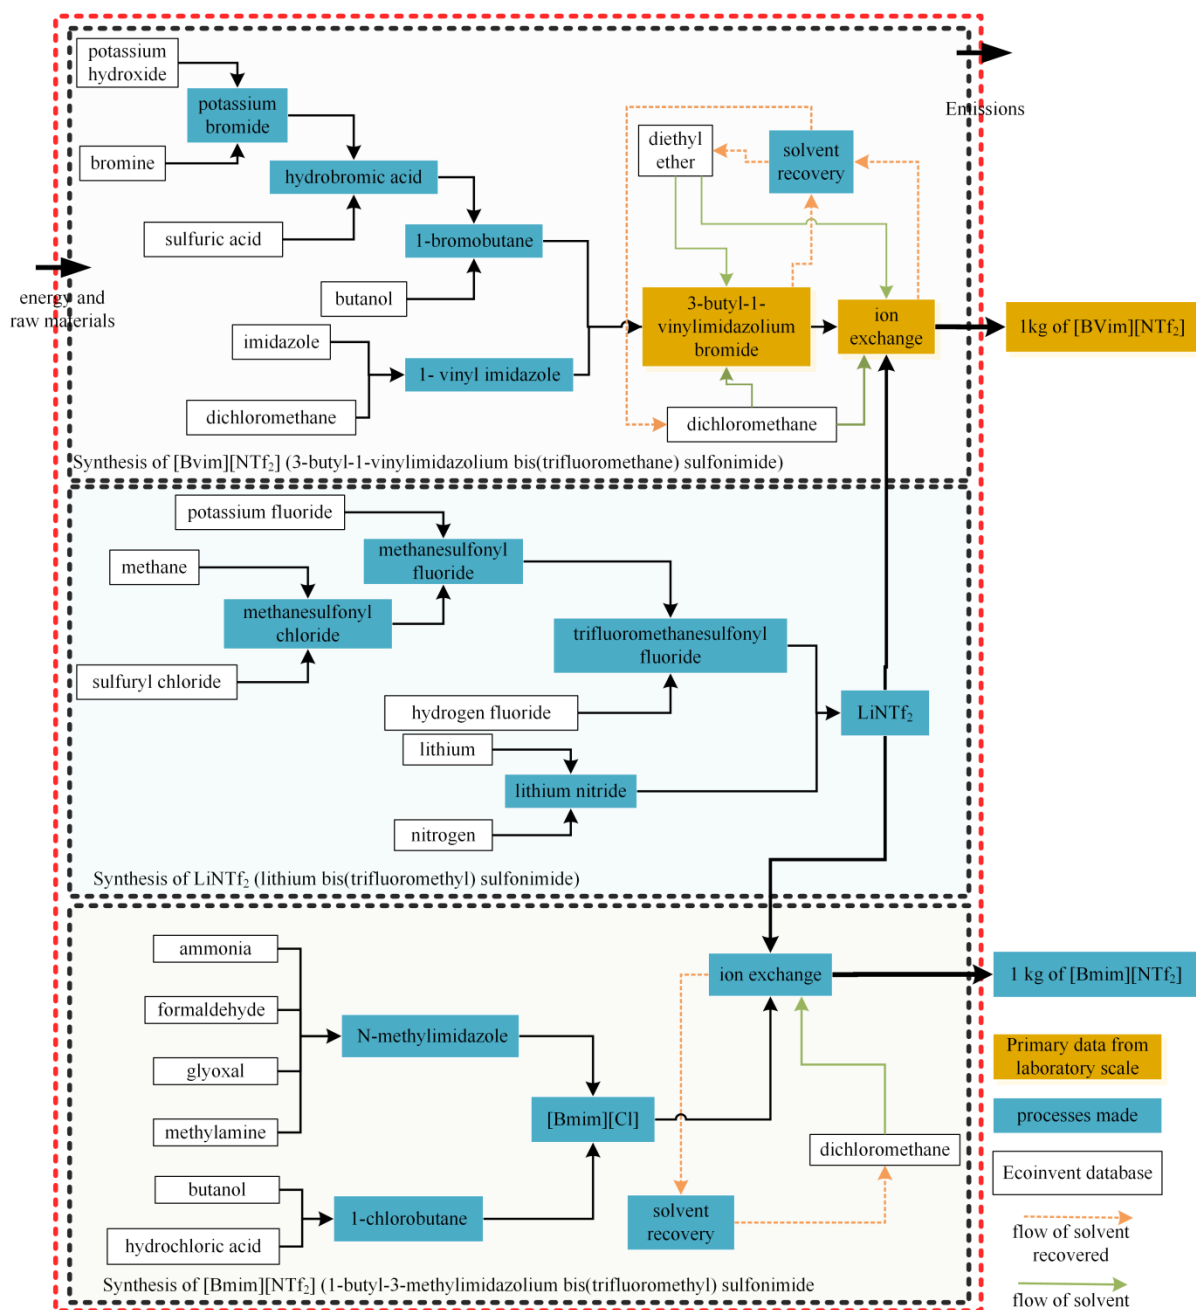 potassium
hydroxide
potassium
bromide
bromine
hydrobromic acid
sulfuric acid
1-bromobutane
butanol
imidazole
1- vinyl imidazole
dichloromethane
diethyl
ether
solvent
recovery
Emissions
energy and
raw materials
3-butyl-1-
vinylimidazolium
bromide
ion
exchange
1kg of [BVim][NTf₂]
dichloromethane
Synthesis of [Bvim][NTf₂] (3-butyl-1-vinylimidazolium bis(trifluoromethane) sulfonimide)
potassium fluoride
methanesulfonyl
fluoride
methane
methanesulfonyl
chloride
sulfuryl chloride
trifluoromethanesulfonyl
fluoride
hydrogen fluoride
LiNTf₂
lithium
lithium nitride
nitrogen
Synthesis of LiNTf₂ (lithium bis(trifluoromethyl) sulfonimide)
ammonia
formaldehyde
N-methylimidazole
glyoxal
methylamine
[Bmim][Cl]
butanol
1-chlorobutane
hydrochloric acid
ion exchange
1 kg of [Bmim][NTf₂]
dichloromethane
solvent
recovery
Synthesis of [Bmim][NTf₂] (1-butyl-3-methylimidazolium bis(trifluoromethyl) sulfonimide
Primary data from
laboratory scale
processes made
Ecoinvent database
flow of solvent
recovered
flow of solvent